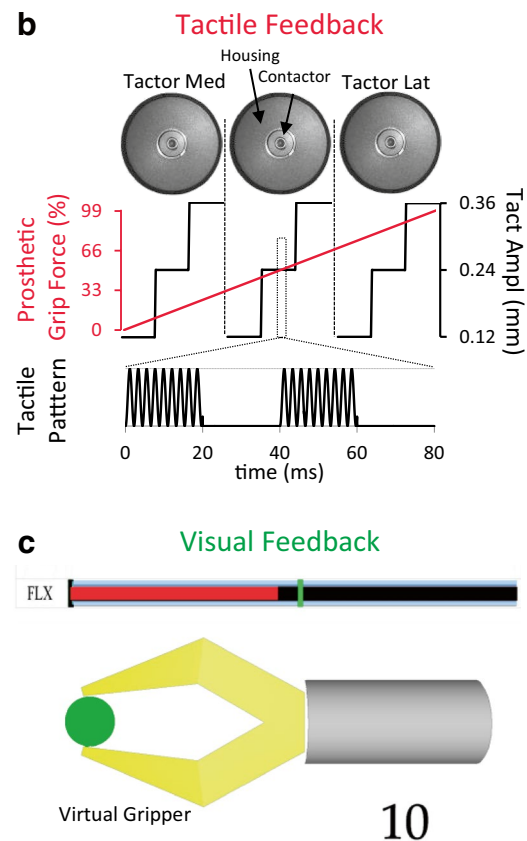 b
Tactile Feedback
Housing
Contactor
Tactor Med
Tactor Lat
Prosthetic
Grip Force (%)
99
66
33
0
0.36
0.24
0.12
Tact Ampl (mm)
Tactile
Patttern
0 20 40 60 80
time (ms)
c
Visual Feedback
FLX
Virtual Gripper
10